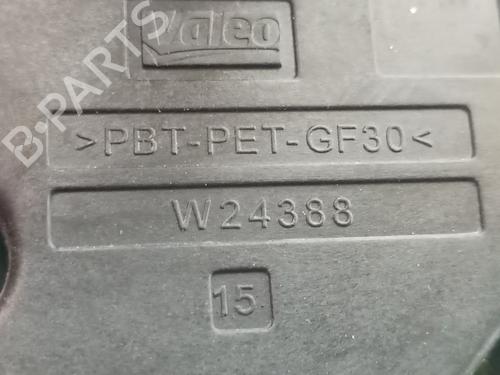 Valeo
B-PARTS
>PBT-PET-GF30<
W24388
15